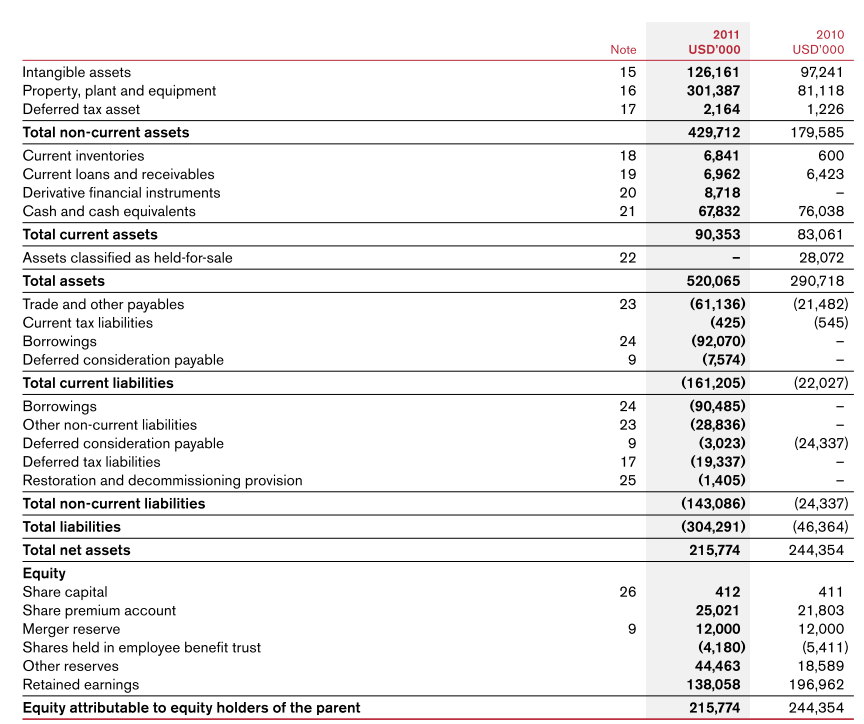 2011 2010
Note USD'000 USD'000
Intangible assets 15 126,161 97,241
Property, plant and equipment 16 301,387 81,118
Deferred tax asset 17 2,164 1,226
Total non-current assets 429,712 179,585
Current inventories 18 6,841 600
Current loans and receivables 19 6,962 6,423
Derivative financial instruments 20 8,718 –
Cash and cash equivalents 21 67,832 76,038
Total current assets 90,353 83,061
Assets classified as held-for-sale 22 – 28,072
Total assets 520,065 290,718
Trade and other payables 23 (61,136) (21,482)
Current tax liabilities (425) (545)
Borrowings 24 (92,070) –
Deferred consideration payable 9 (7,574) –
Total current liabilities (161,205) (22,027)
Borrowings 24 (90,485) –
Other non-current liabilities 23 (28,836) –
Deferred consideration payable 9 (3,023) (24,337)
Deferred tax liabilities 17 (19,337) –
Restoration and decommissioning provision 25 (1,405) –
Total non-current liabilities (143,086) (24,337)
Total liabilities (304,291) (46,364)
Total net assets 215,774 244,354
Equity
Share capital 26 412 411
Share premium account 25,021 21,803
Merger reserve 9 12,000 12,000
Shares held in employee benefit trust (4,180) (5,411)
Other reserves 44,463 18,589
Retained earnings 138,058 196,962
Equity attributable to equity holders of the parent 215,774 244,354